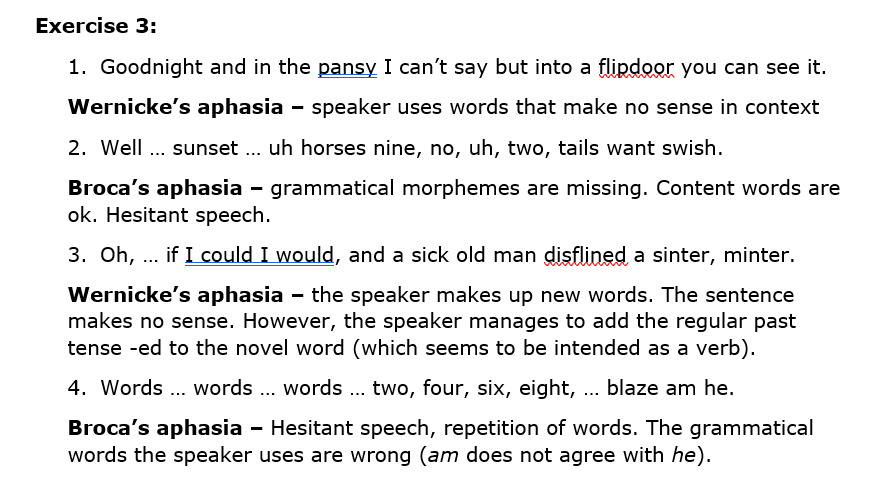 Exercise 3:
1. Goodnight and in the pansy I can't say but into a flipdoor you can see it.
Wernicke's aphasia – speaker uses words that make no sense in context
2. Well … sunset … uh horses nine, no, uh, two, tails want swish.
Broca's aphasia – grammatical morphemes are missing. Content words are
ok. Hesitant speech.
3. Oh, … if I could I would, and a sick old man disflined a sinter, minter.
Wernicke's aphasia – the speaker makes up new words. The sentence
makes no sense. However, the speaker manages to add the regular past
tense -ed to the novel word (which seems to be intended as a verb).
4. Words … words … words … two, four, six, eight, … blaze am he.
Broca's aphasia – Hesitant speech, repetition of words. The grammatical
words the speaker uses are wrong (am does not agree with he).